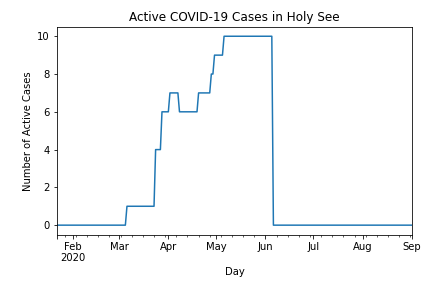 Active COVID-19 Cases in Holy See
10
8
6
4
2
0
Number of Active Cases
Feb Mar Apr May Jun Jul Aug Sep
2020
Day